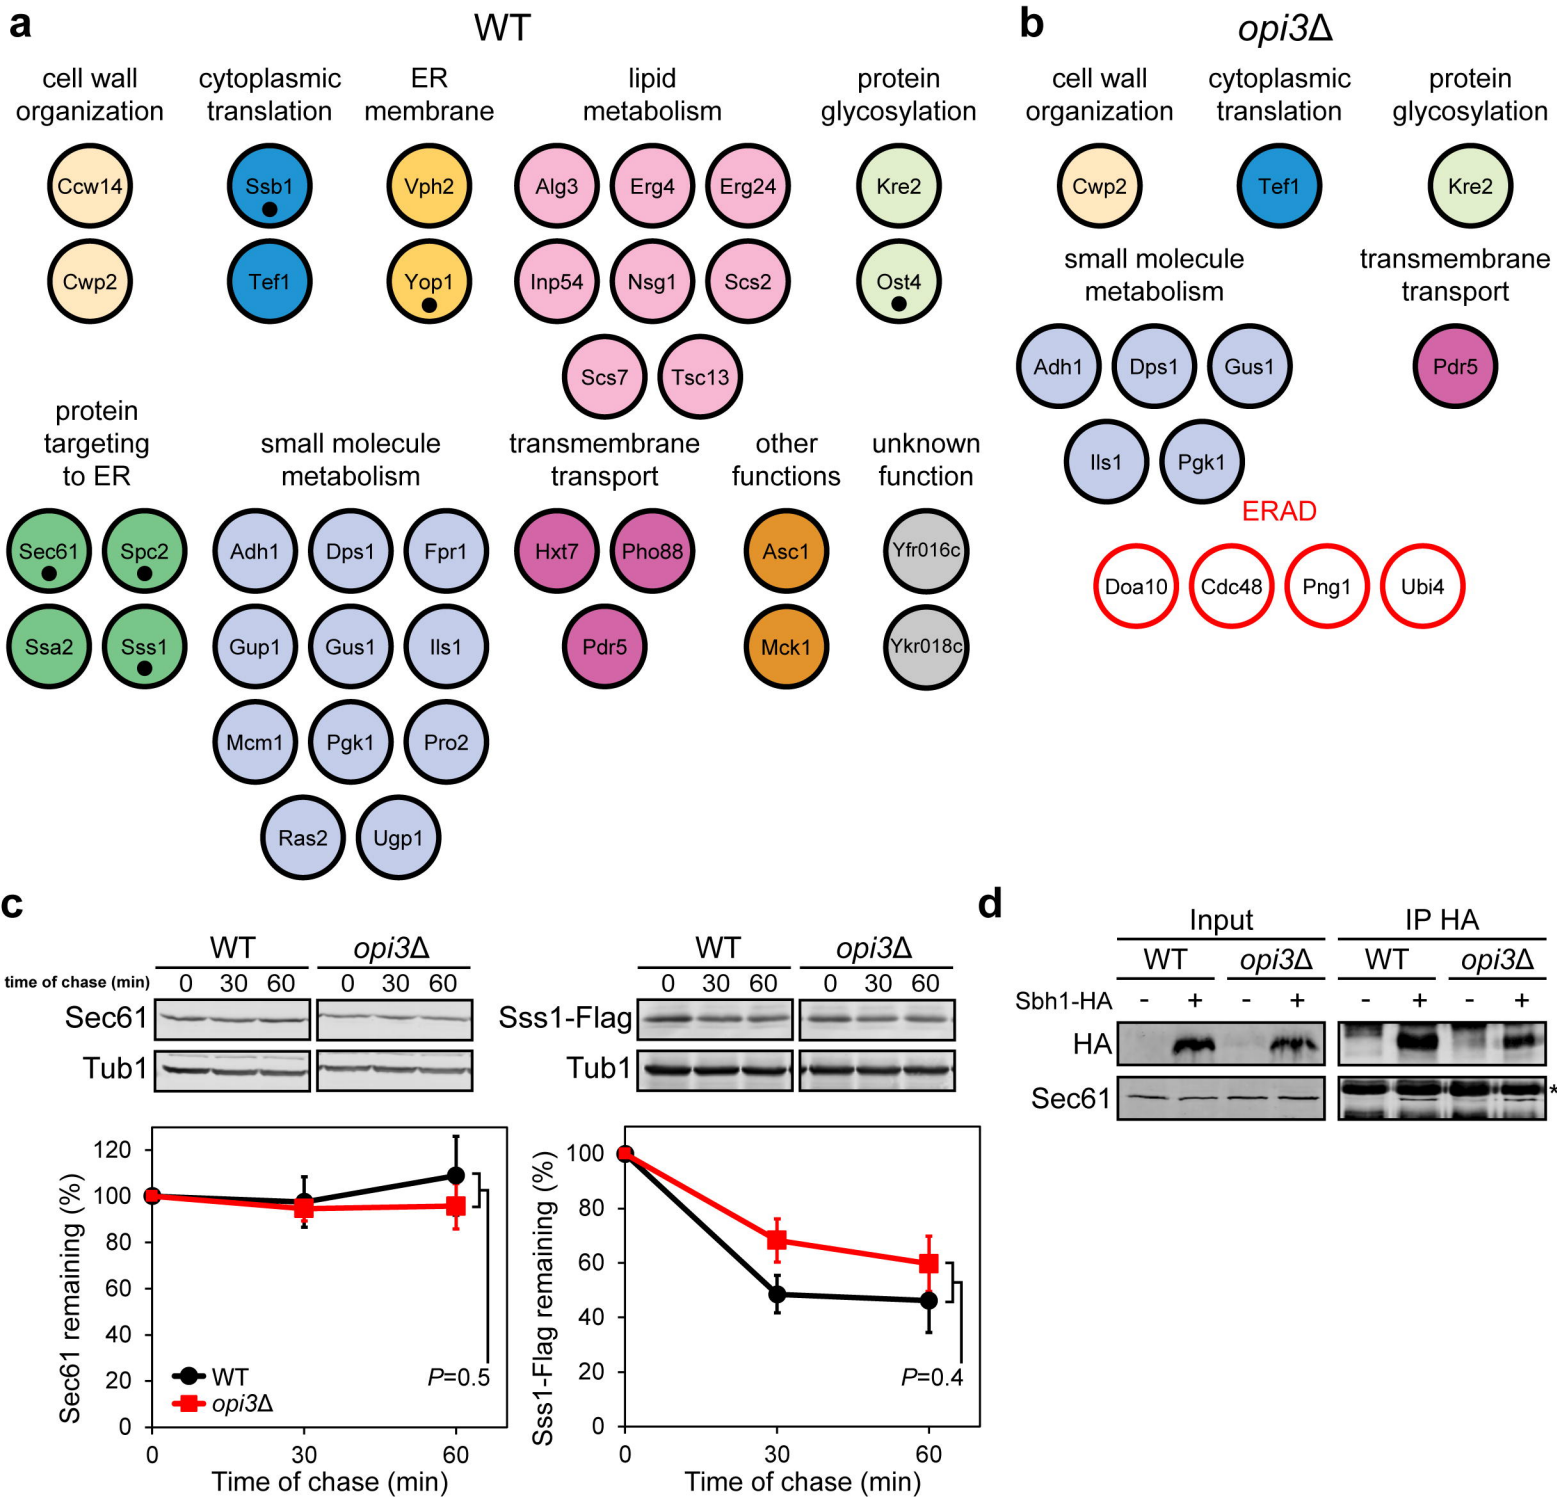 a
WT
cell wall
organization
cytoplasmic
translation
ER
membrane
lipid
metabolism
protein
glycosylation
Ccw14
Ssb1
Vph2
Alg3
Erg4
Erg24
Kre2
Cwp2
Tef1
Yop1
Inp54
Nsg1
Scs2
Ost4
Scs7
Tsc13
protein
targeting
to ER
small molecule
metabolism
transmembrane
transport
other
functions
unknown
function
Sec61
Spc2
Adh1
Dps1
Fpr1
Hxt7
Pho88
Asc1
Yfr016c
Ssa2
Sss1
Gup1
Gus1
Ils1
Pdr5
Mck1
Ykr018c
Mcm1
Pgk1
Pro2
Ras2
Ugp1
b
opi3Δ
cell wall
organization
cytoplasmic
translation
protein
glycosylation
Cwp2
Tef1
Kre2
small molecule
metabolism
transmembrane
transport
Adh1
Dps1
Gus1
Pdr5
Ils1
Pgk1
ERAD
Doa10
Cdc48
Png1
Ubi4
c
WT
opi3Δ
time of chase (min)
0 30 60
0 30 60
Sec61
Tub1
Sec61 remaining (%)
120
100
80
60
40
20
0
WT
opi3Δ
P=0.5
0 30 60
Time of chase (min)
WT
opi3Δ
0 30 60
0 30 60
Sss1-Flag
Tub1
Sss1-Flag remaining (%)
100
80
60
40
20
0
P=0.4
0 30 60
Time of chase (min)
d
Input
IP HA
WT
opi3Δ
WT
opi3Δ
Sbh1-HA - + - + - + - +
HA
Sec61
*